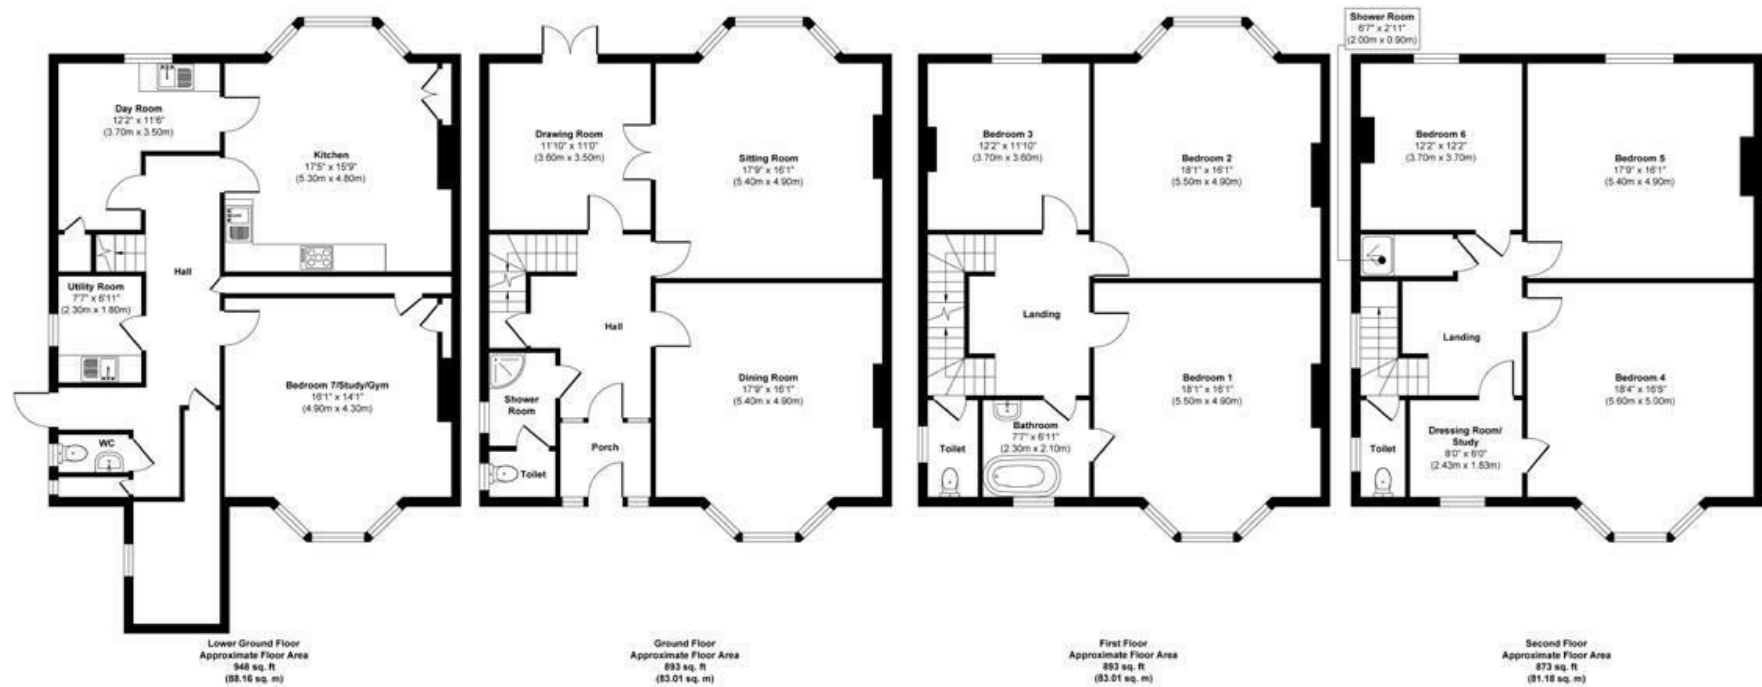 Day Room
12'2" x 11'6"
(3.70m x 3.50m)
Kitchen
17'5" x 15'9"
(5.30m x 4.80m)
Hall
Utility Room
7'7" x 6'11"
(2.30m x 1.80m)
Bedroom 7/Study/Gym
16'1" x 14'1"
(4.90m x 4.30m)
WC
Lower Ground Floor
Approximate Floor Area
948 sq. ft
(88.16 sq. m)
Drawing Room
11'10" x 11'0"
(3.60m x 3.50m)
Sitting Room
17'9" x 16'1"
(5.40m x 4.90m)
Hall
Dining Room
17'9" x 16'1"
(5.40m x 4.90m)
Shower
Room
Porch
Toilet
Ground Floor
Approximate Floor Area
893 sq. ft
(83.01 sq. m)
Bedroom 3
12'2" x 11'10"
(3.70m x 3.60m)
Bedroom 2
18'1" x 16'1"
(5.50m x 4.90m)
Landing
Bedroom 1
18'1" x 16'1"
(5.50m x 4.90m)
Bathroom
7'7" x 6'11"
(2.30m x 2.10m)
Toilet
First Floor
Approximate Floor Area
893 sq. ft
(83.01 sq. m)
Shower Room
6'7" x 2'11"
(2.00m x 0.90m)
Bedroom 6
12'2" x 12'2"
(3.70m x 3.70m)
Bedroom 5
17'9" x 16'1"
(5.40m x 4.90m)
Landing
Bedroom 4
18'4" x 16'5"
(5.60m x 5.00m)
Dressing Room/
Study
8'0" x 6'0"
(2.43m x 1.83m)
Toilet
Second Floor
Approximate Floor Area
873 sq. ft
(81.18 sq. m)